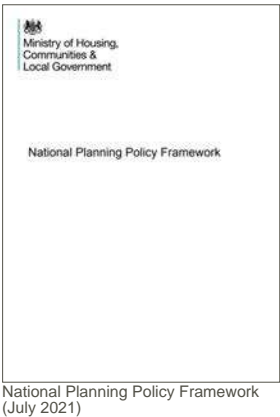 Ministry of Housing,
Communities &
Local Government
National Planning Policy Framework
National Planning Policy Framework
(July 2021)